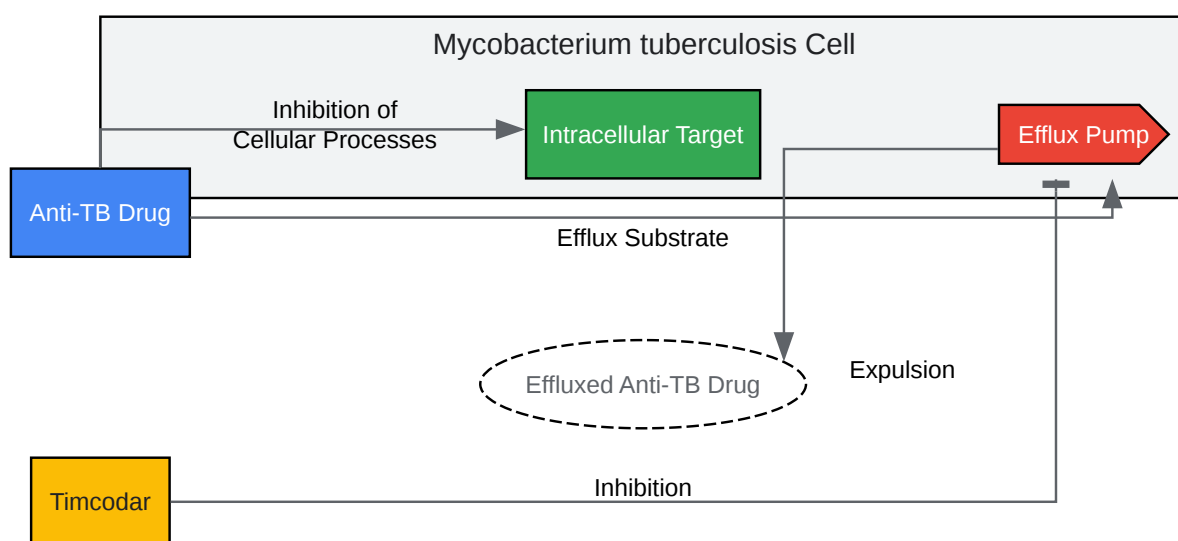 Mycobacterium tuberculosis Cell
Inhibition of
Cellular Processes
Intracellular Target
Efflux Pump
Anti-TB Drug
Efflux Substrate
Expulsion
Effluxed Anti-TB Drug
Inhibition
Timcodar